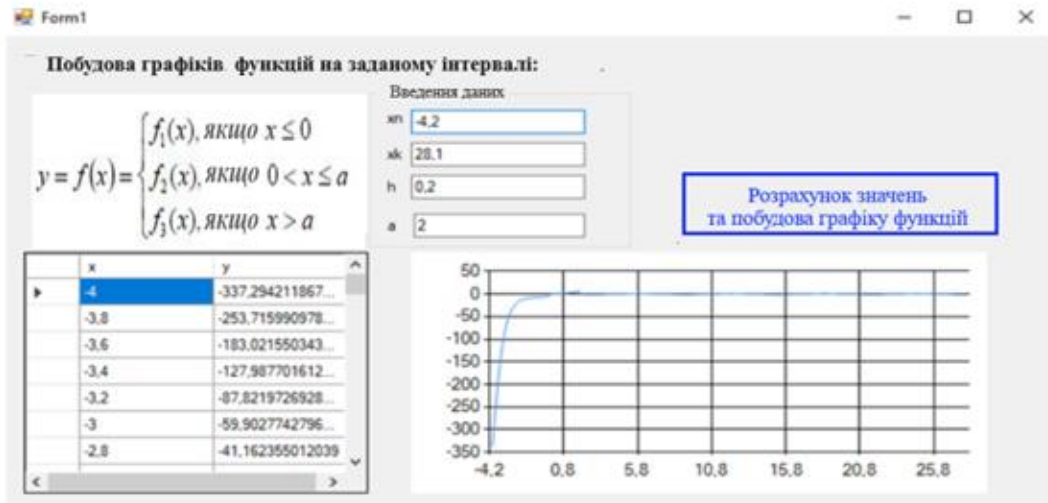 Form1
Побудова графіків функцій на заданому інтервалі:
Введення даних
y = f(x) =
f₁(x), якщо x ≤ 0
f₂(x), якщо 0 < x ≤ a
f₃(x), якщо x > a
xn -4,2
xk 28,1
h 0,2
a 2
Розрахунок значень
та побудова графіку функцій
x y
-4 -337,294211867...
-3,8 -253,715990978...
-3,6 -183,021550343...
-3,4 -127,987701612...
-3,2 -87,8219726928...
-3 -59,9027742796...
-2,8 -41,162355012039
50
0
-50
-100
-150
-200
-250
-300
-350
-4,2 0,8 5,8 10,8 15,8 20,8 25,8